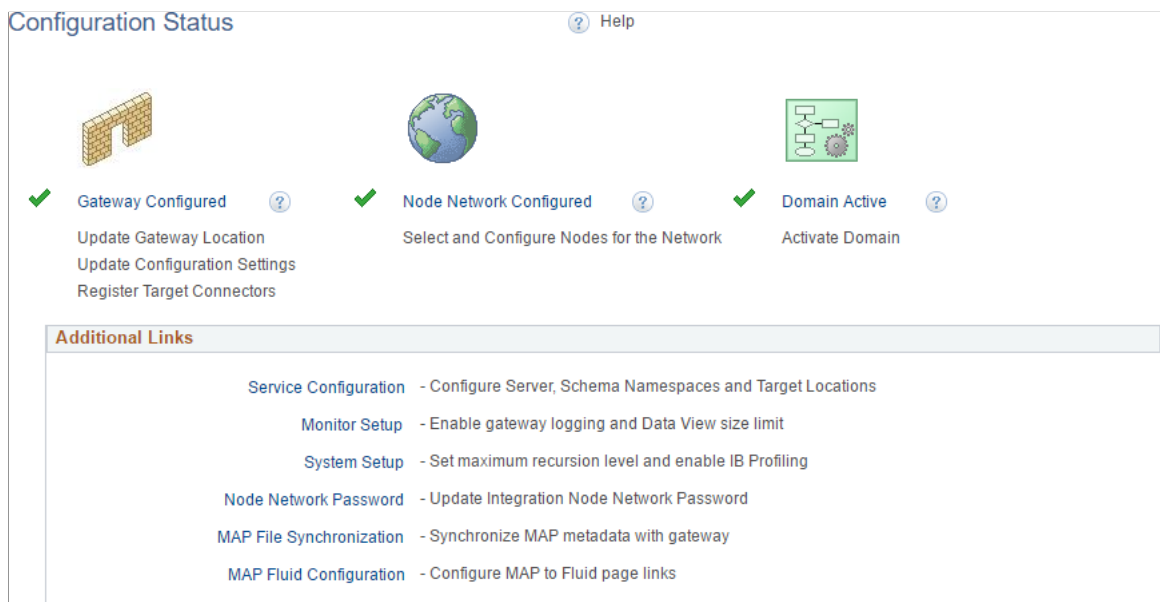 Configuration Status
? Help
Gateway Configured ? Node Network Configured ? Domain Active ?
Update Gateway Location Select and Configure Nodes for the Network Activate Domain
Update Configuration Settings
Register Target Connectors
Additional Links
Service Configuration - Configure Server, Schema Namespaces and Target Locations
Monitor Setup - Enable gateway logging and Data View size limit
System Setup - Set maximum recursion level and enable IB Profiling
Node Network Password - Update Integration Node Network Password
MAP File Synchronization - Synchronize MAP metadata with gateway
MAP Fluid Configuration - Configure MAP to Fluid page links